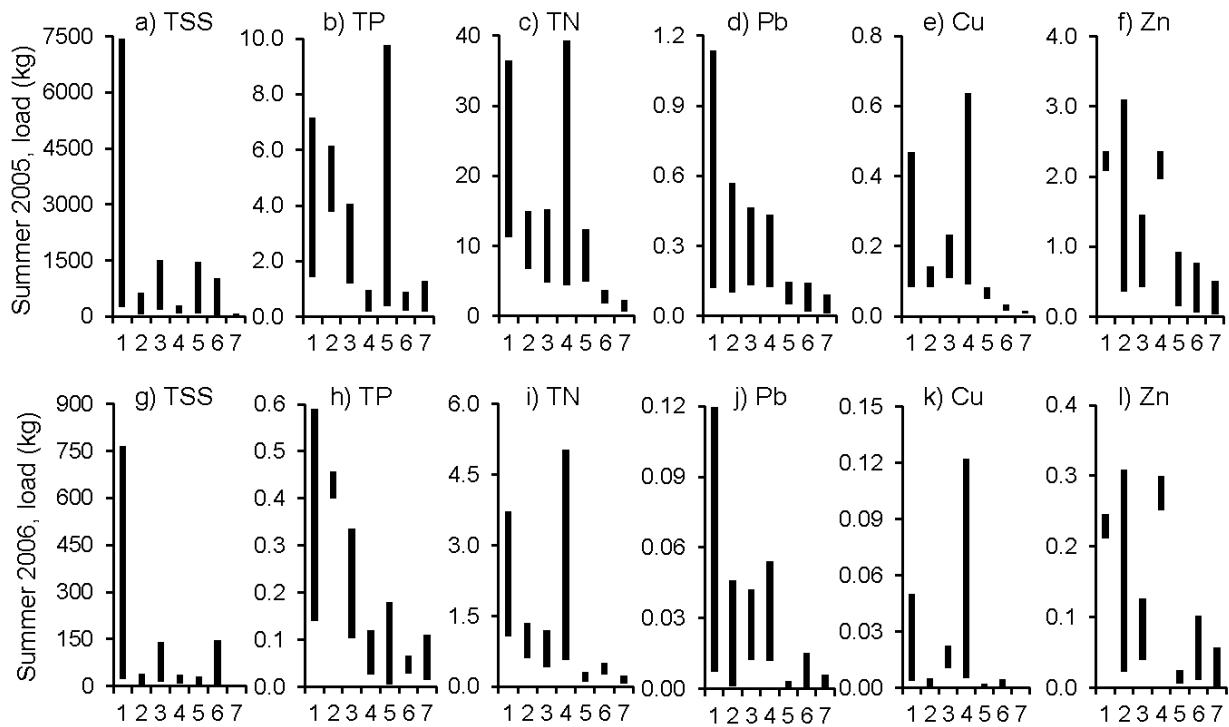 a) TSS b) TP c) TN d) Pb e) Cu f) Zn
Summer 2005, load (kg)
7500 10.0 40 1.2 0.8 4.0
6000 8.0 30 0.9 0.6 3.0
4500 6.0 20 0.6 0.4 2.0
3000 4.0 10 0.3 0.2 1.0
1500 2.0 0 0.0 0.0 0.0
0 0.0
1 2 3 4 5 6 7 1 2 3 4 5 6 7 1 2 3 4 5 6 7 1 2 3 4 5 6 7 1 2 3 4 5 6 7 1 2 3 4 5 6 7
g) TSS h) TP i) TN j) Pb k) Cu l) Zn
Summer 2006, load (kg)
900 0.6 6.0 0.12 0.15 0.4
750 0.5 4.5 0.09 0.12 0.3
600 0.4 3.0 0.06 0.09 0.2
450 0.3 1.5 0.03 0.06 0.1
300 0.2 0.0 0.00 0.03 0.0
150 0.1 0.00
0 0.0
1 2 3 4 5 6 7 1 2 3 4 5 6 7 1 2 3 4 5 6 7 1 2 3 4 5 6 7 1 2 3 4 5 6 7 1 2 3 4 5 6 7